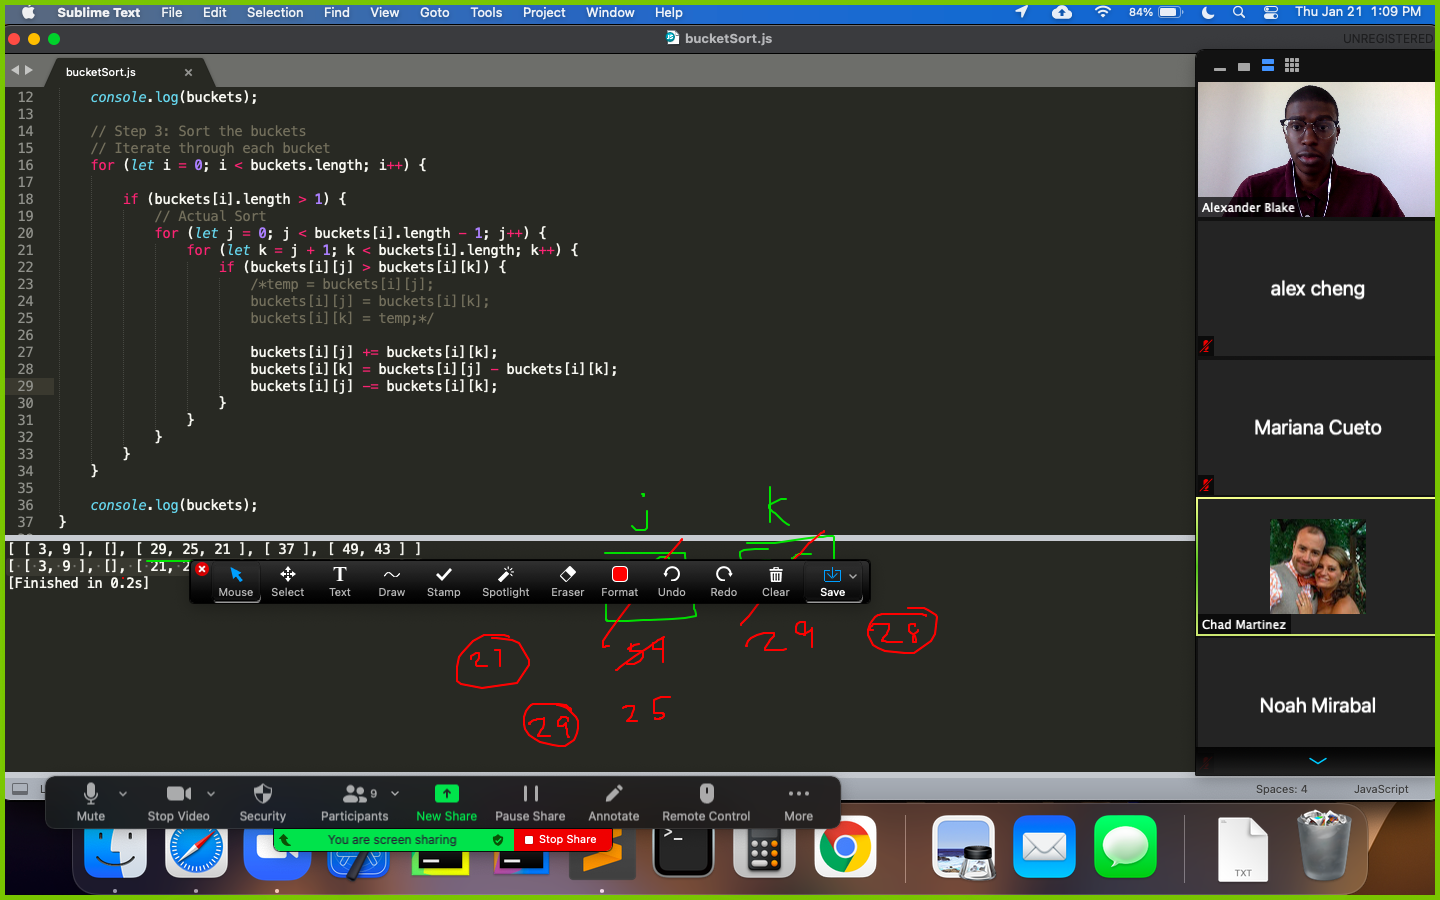 Sublime Text File Edit Selection Find View Goto Tools Project Window Help 84% Thu Jan 21 1:09 PM
bucketSort.js UNREGISTERED
bucketSort.js ×
12 console.log(buckets);
13
14 // Step 3: Sort the buckets
15 // Iterate through each bucket
16 for (let i = 0; i < buckets.length; i++) {
17
18 if (buckets[i].length > 1) {
19 // Actual Sort
20 for (let j = 0; j < buckets[i].length - 1; j++) {
21 for (let k = j + 1; k < buckets[i].length; k++) {
22 if (buckets[i][j] > buckets[i][k]) {
23 /*temp = buckets[i][j];
24 buckets[i][j] = buckets[i][k];
25 buckets[i][k] = temp;*/
26
27 buckets[i][j] += buckets[i][k];
28 buckets[i][k] = buckets[i][j] - buckets[i][k];
29 buckets[i][j] -= buckets[i][k];
30 }
31 }
32 }
33 }
34 }
35
36 console.log(buckets);
37 }
j k
[ [ 3, 9 ], [], [ 29, 25, 21 ], [ 37 ], [ 49, 43 ] ]
[ [ 3, 9 ], [], [ 21, 2
[Finished in 0.2s]
Mouse Select Text Draw Stamp Spotlight Eraser Format Undo Redo Clear Save
27 54 29 28
29 25
Alexander Blake
alex cheng
Mariana Cueto
Chad Martinez
Noah Mirabal
Spaces: 4 JavaScript
9
Mute Stop Video Security Participants New Share Pause Share Annotate Remote Control More
You are screen sharing Stop Share
TXT